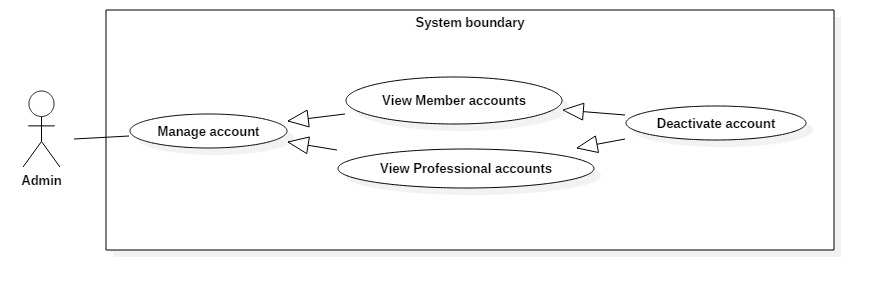 System boundary
View Member accounts
Manage account
Deactivate account
View Professional accounts
Admin